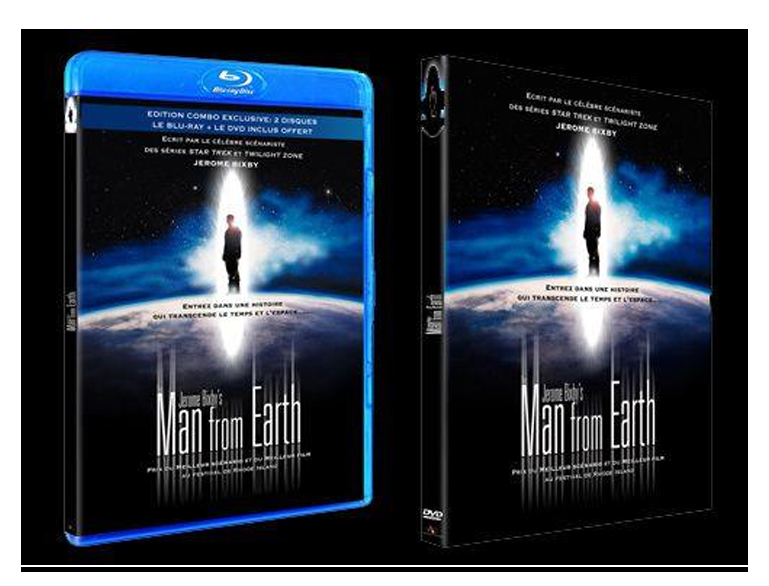 Blu-ray Disc
EDITION COMBO EXCLUSIVE: 2 DISQUES
LE BLU-RAY + LE DVD INCLUS OFFERT
ECRIT PAR LE CÉLÈBRE SCÉNARISTE
DES SÉRIES STAR TREK ET TWILIGHT ZONE
JEROME BIXBY
ENTREZ DANS UNE HISTOIRE
QUI TRANSCENDE LE TEMPS ET L'ESPACE...
Jerome Bixby's
Man from Earth
PRIX DU MEILLEUR SCÉNARIO ET DU MEILLEUR FILM
AU FESTIVAL DE RHODE ISLAND
Man from Earth
ECRIT PAR LE CÉLÈBRE SCÉNARISTE
DES SÉRIES STAR TREK ET TWILIGHT ZONE
JEROME BIXBY
ENTREZ DANS UNE HISTOIRE
QUI TRANSCENDE LE TEMPS ET L'ESPACE...
Jerome Bixby's
Man from Earth
PRIX DU MEILLEUR SCÉNARIO ET DU MEILLEUR FILM
AU FESTIVAL DE RHODE ISLAND
DVD